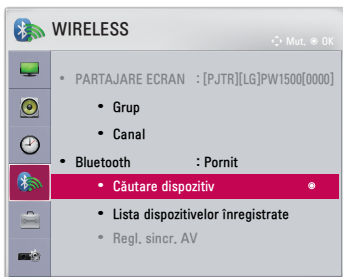 WIRELESS
Mut. OK
• PARTAJARE ECRAN : [PJTR][LG]PW1500[0000]
• Grup
• Canal
• Bluetooth : Pornit
• Căutare dispozitiv
• Lista dispozitivelor înregistrate
• Regl. sincr. AV